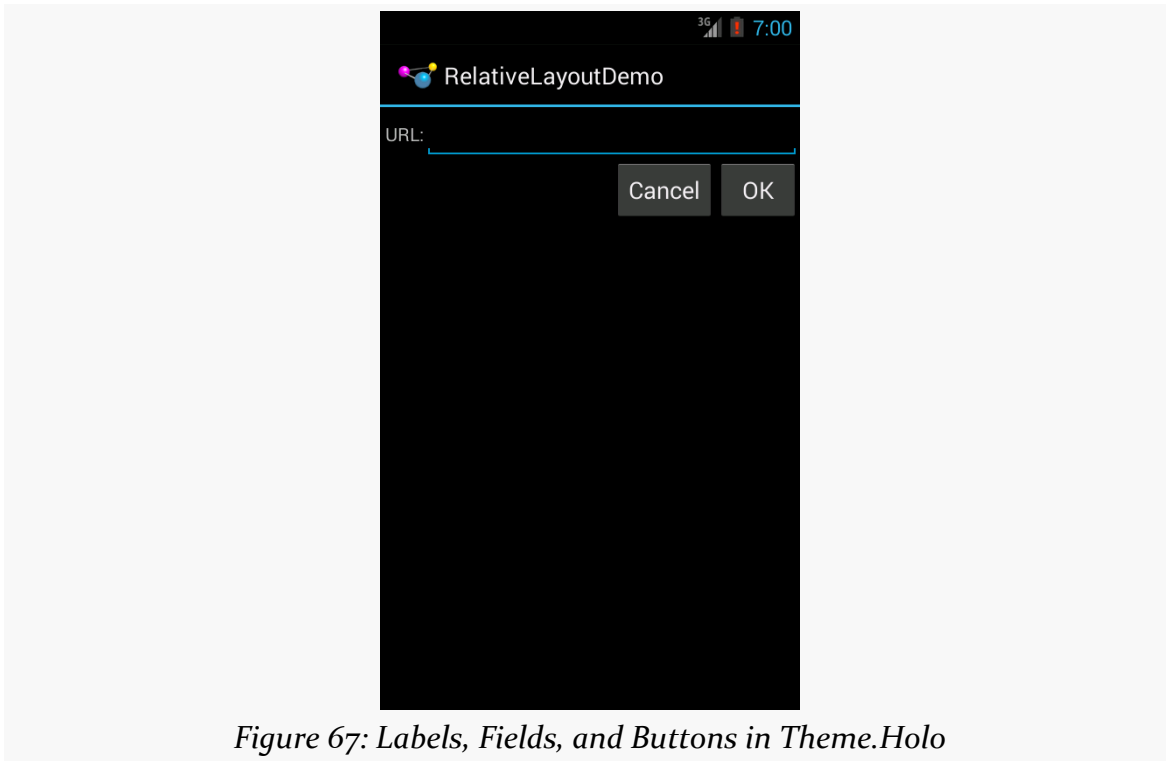 3G 7:00
RelativeLayoutDemo
URL:
Cancel OK
Figure 67: Labels, Fields, and Buttons in Theme.Holo